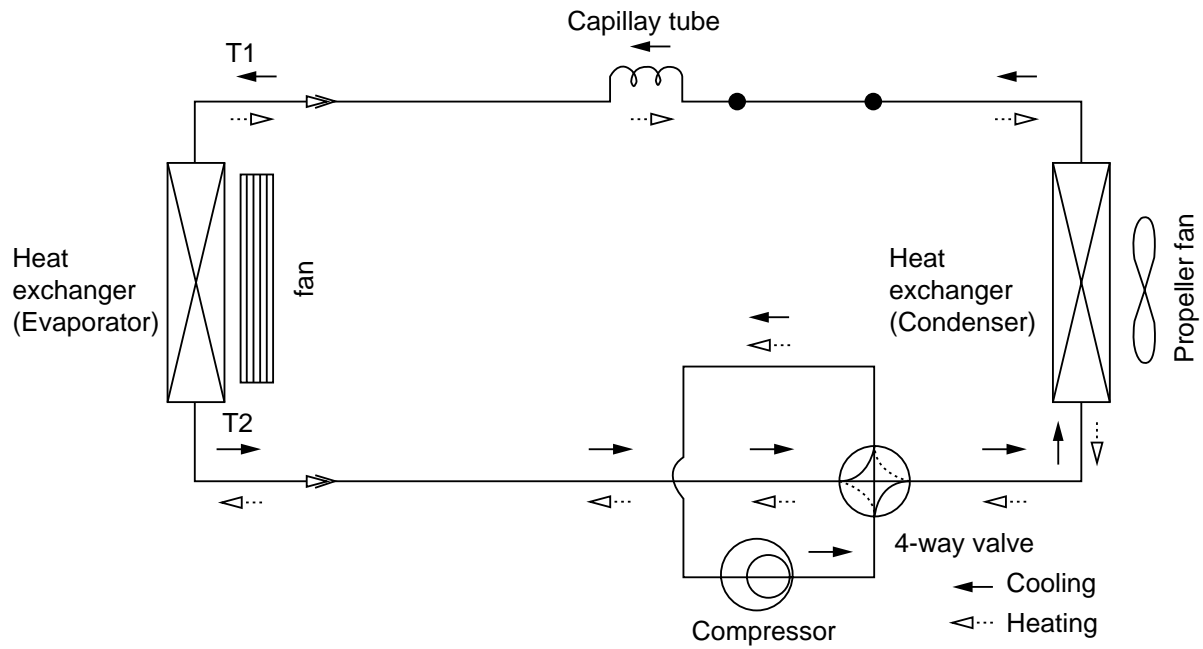 Capillay tube
T1
Heat
exchanger
(Evaporator)
fan
Heat
exchanger
(Condenser)
Propeller fan
T2
4-way valve
Cooling
Heating
Compressor